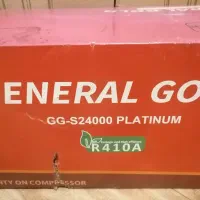 ENERAL GO
GG-S24000 PLATINUM
R410A
TY ON COMPRESSOR